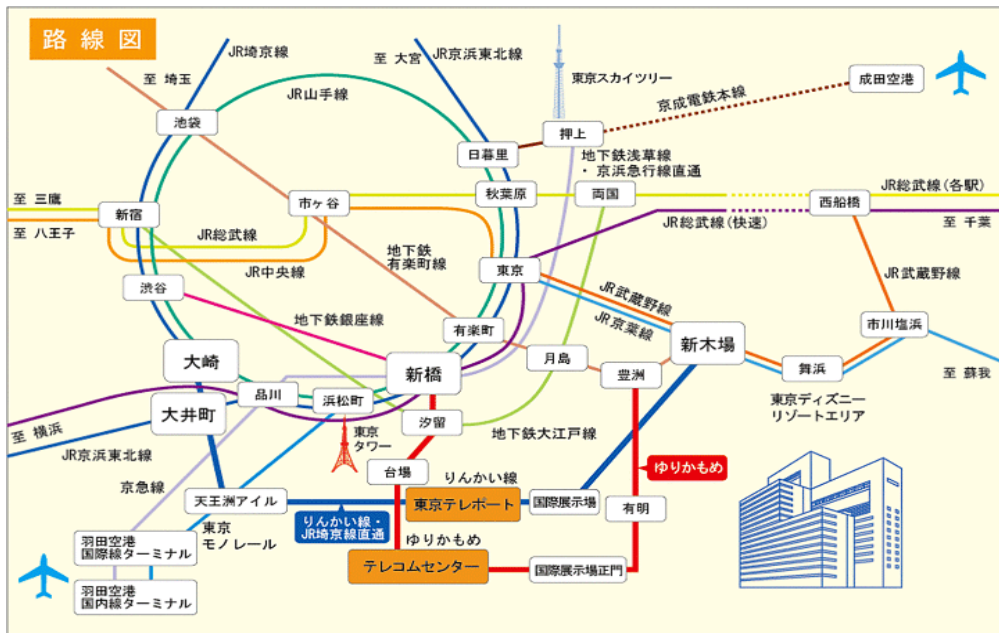 路線図
JR埼京線
至 大宮
JR京浜東北線
至 埼玉
東京スカイツリー
成田空港
JR山手線
京成電鉄本線
池袋
押上
日暮里
地下鉄浅草線
・京浜急行線直通
秋葉原
両国
JR総武線(各駅)
至 三鷹
市ヶ谷
西船橋
新宿
JR総武線(快速)
至 千葉
至 八王子
JR総武線
地下鉄
有楽町線
JR中央線
東京
JR武蔵野線
渋谷
JR武蔵野線
JR京葉線
地下鉄銀座線
有楽町
市川塩浜
新木場
大崎
月島
新橋
豊洲
舞浜
至 蘇我
品川
浜松町
大井町
東京ディズニー
リゾートエリア
汐留
至 横浜
東京
タワー
地下鉄大江戸線
JR京浜東北線
台場
りんかい線
ゆりかもめ
京急線
天王洲アイル
東京テレポート
国際展示場
有明
りんかい線・
JR埼京線直通
東京
モノレール
ゆりかもめ
羽田空港
国際線ターミナル
テレコムセンター
国際展示場正門
羽田空港
国内線ターミナル